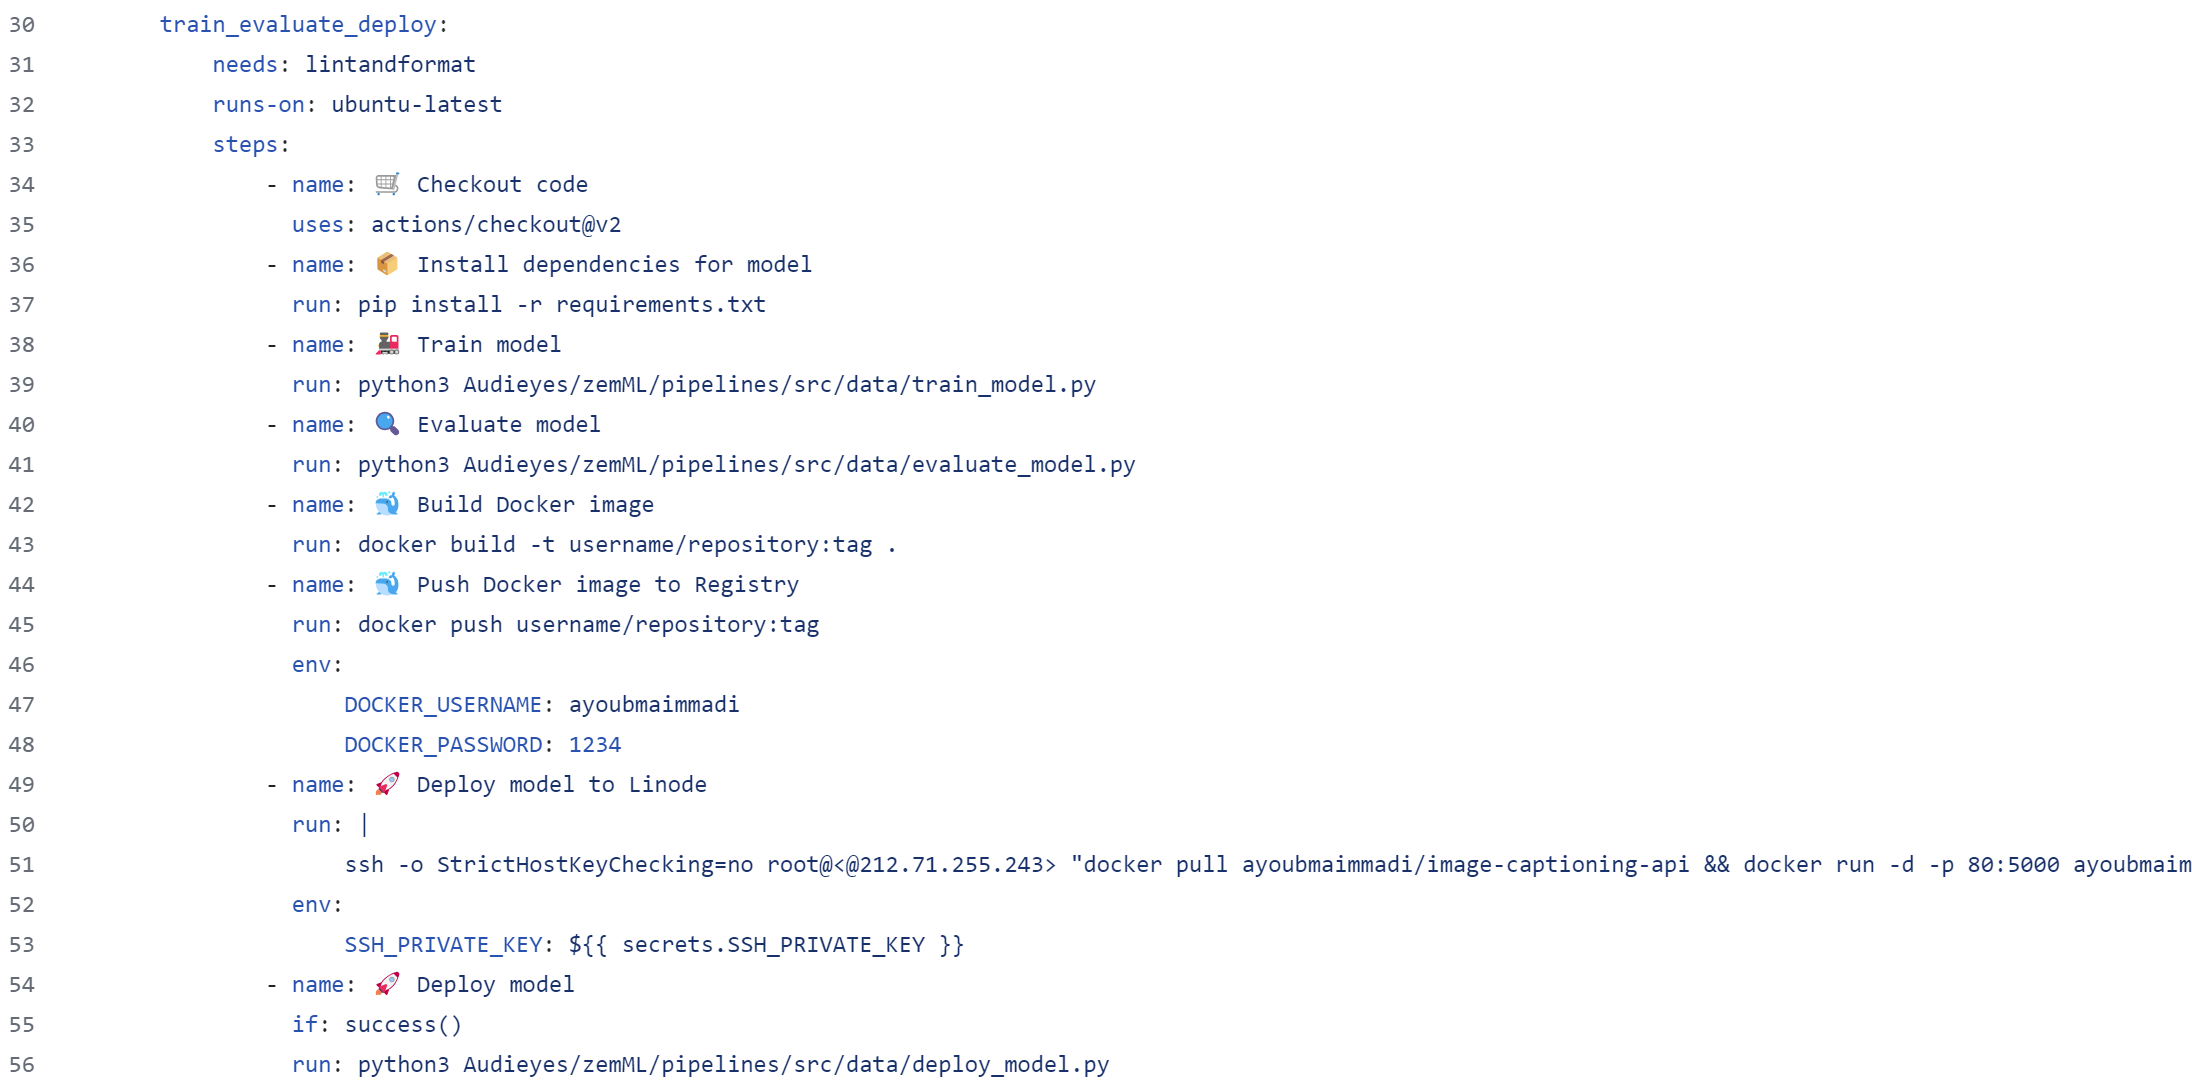 30 train_evaluate_deploy:
31 needs: lintandformat
32 runs-on: ubuntu-latest
33 steps:
34 - name: 🛒 Checkout code
35 uses: actions/checkout@v2
36 - name: 📦 Install dependencies for model
37 run: pip install -r requirements.txt
38 - name: 🚂 Train model
39 run: python3 Audieyes/zemML/pipelines/src/data/train_model.py
40 - name: 🔍 Evaluate model
41 run: python3 Audieyes/zemML/pipelines/src/data/evaluate_model.py
42 - name: 🐳 Build Docker image
43 run: docker build -t username/repository:tag .
44 - name: 🐳 Push Docker image to Registry
45 run: docker push username/repository:tag
46 env:
47 DOCKER_USERNAME: ayoubmaimmadi
48 DOCKER_PASSWORD: 1234
49 - name: 🚀 Deploy model to Linode
50 run: |
51 ssh -o StrictHostKeyChecking=no root@<@212.71.255.243> "docker pull ayoubmaimmadi/image-captioning-api && docker run -d -p 80:5000 ayoubmaim
52 env:
53 SSH_PRIVATE_KEY: ${{ secrets.SSH_PRIVATE_KEY }}
54 - name: 🚀 Deploy model
55 if: success()
56 run: python3 Audieyes/zemML/pipelines/src/data/deploy_model.py